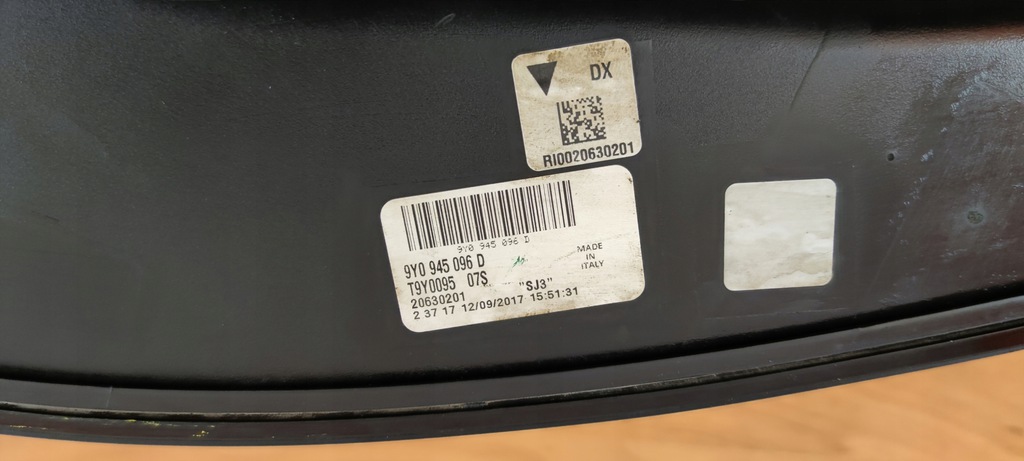 DX
RI0020630201
9Y0 945 096 D
9Y0 945 096 D
MADE
IN
ITALY
T9Y0095 07S
"SJ3"
20630201
2 37 17 12/09/2017 15:51:31